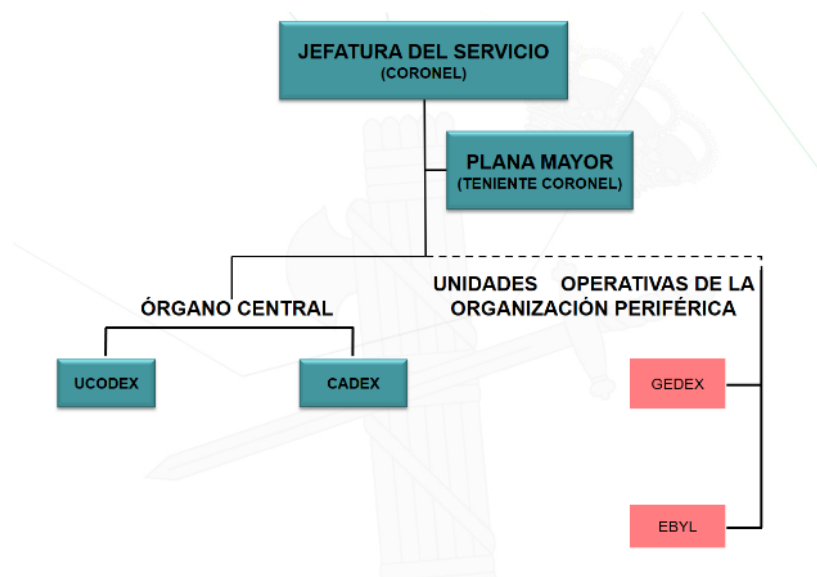 JEFATURA DEL SERVICIO
(CORONEL)
PLANA MAYOR
(TENIENTE CORONEL)
ÓRGANO CENTRAL
UNIDADES OPERATIVAS DE LA
ORGANIZACIÓN PERIFÉRICA
UCODEX
CADEX
GEDEX
EBYL